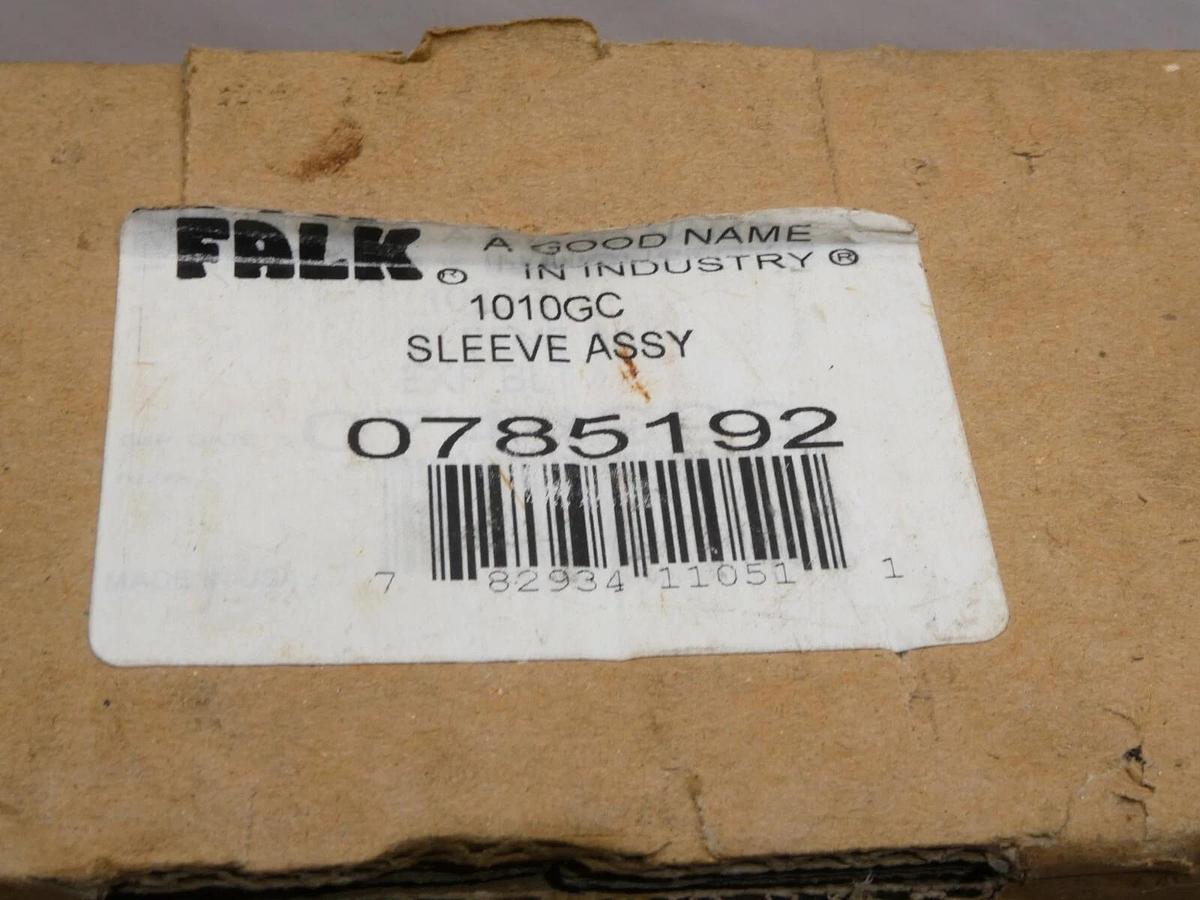 FALK® A GOOD NAME
IN INDUSTRY ®
1010GC
SLEEVE ASSY
0785192
7 82934 11051 1